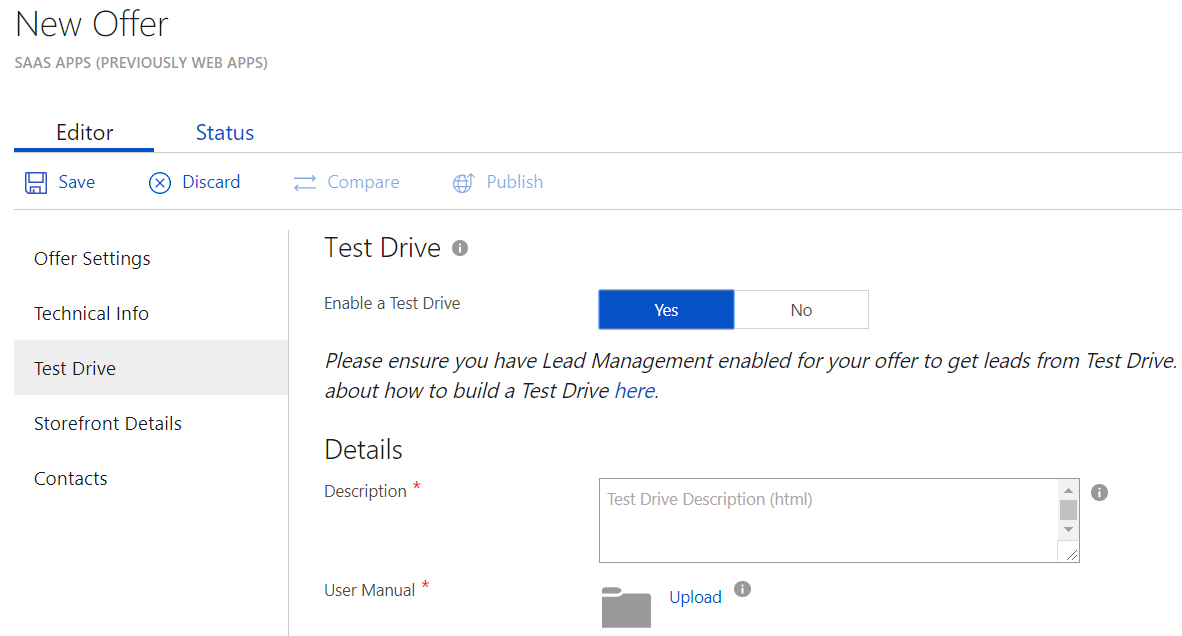 New Offer
SAAS APPS (PREVIOUSLY WEB APPS)
Editor Status
Save Discard Compare Publish
Offer Settings
Technical Info
Test Drive
Storefront Details
Contacts
Test Drive
Enable a Test Drive Yes No
Please ensure you have Lead Management enabled for your offer to get leads from Test Drive.
about how to build a Test Drive here.
Details
Description * Test Drive Description (html)
User Manual * Upload